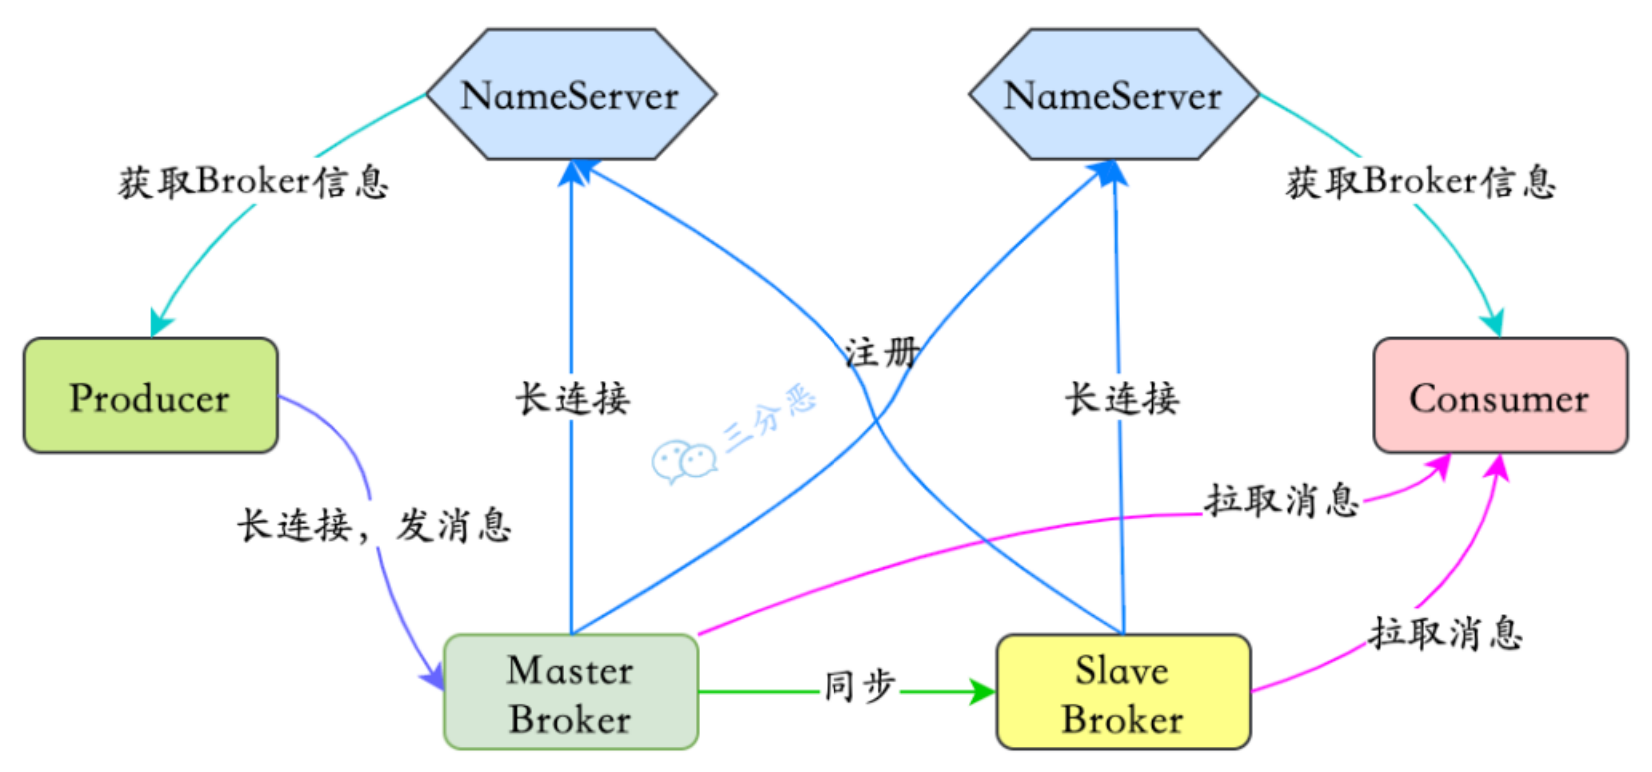 NameServer
NameServer
获取Broker信息
获取Broker信息
注册
Producer
长连接
三分恶
长连接
Consumer
长连接，发消息
拉取消息
拉取消息
Master
Broker
同步
Slave
Broker